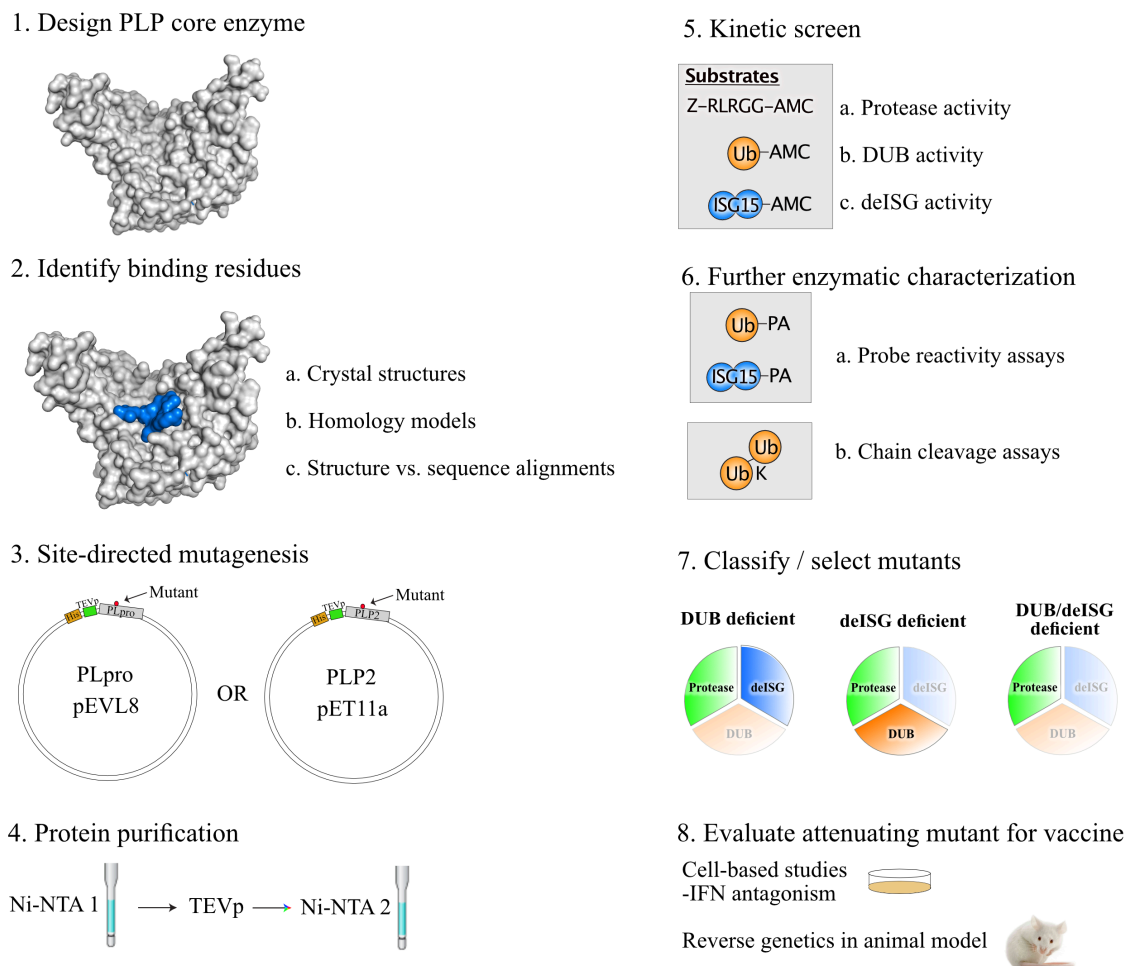 1. Design PLP core enzyme
2. Identify binding residues
a. Crystal structures
b. Homology models
c. Structure vs. sequence alignments
3. Site-directed mutagenesis
His
TEVp
PLpro
Mutant
PLpro
pEVL8
OR
His
TEVp
PLP2
Mutant
PLP2
pET11a
4. Protein purification
Ni-NTA 1
TEVp
Ni-NTA 2
5. Kinetic screen
Substrates
Z-RLRGG-AMC
a. Protease activity
Ub-AMC
b. DUB activity
ISG15-AMC
c. deISG activity
6. Further enzymatic characterization
Ub-PA
ISG15-PA
a. Probe reactivity assays
Ub
Ub K
b. Chain cleavage assays
7. Classify / select mutants
DUB deficient
Protease
deISG
DUB
deISG deficient
Protease
deISG
DUB
DUB/deISG
deficient
Protease
deISG
DUB
8. Evaluate attenuating mutant for vaccine
Cell-based studies
-IFN antagonism
Reverse genetics in animal model